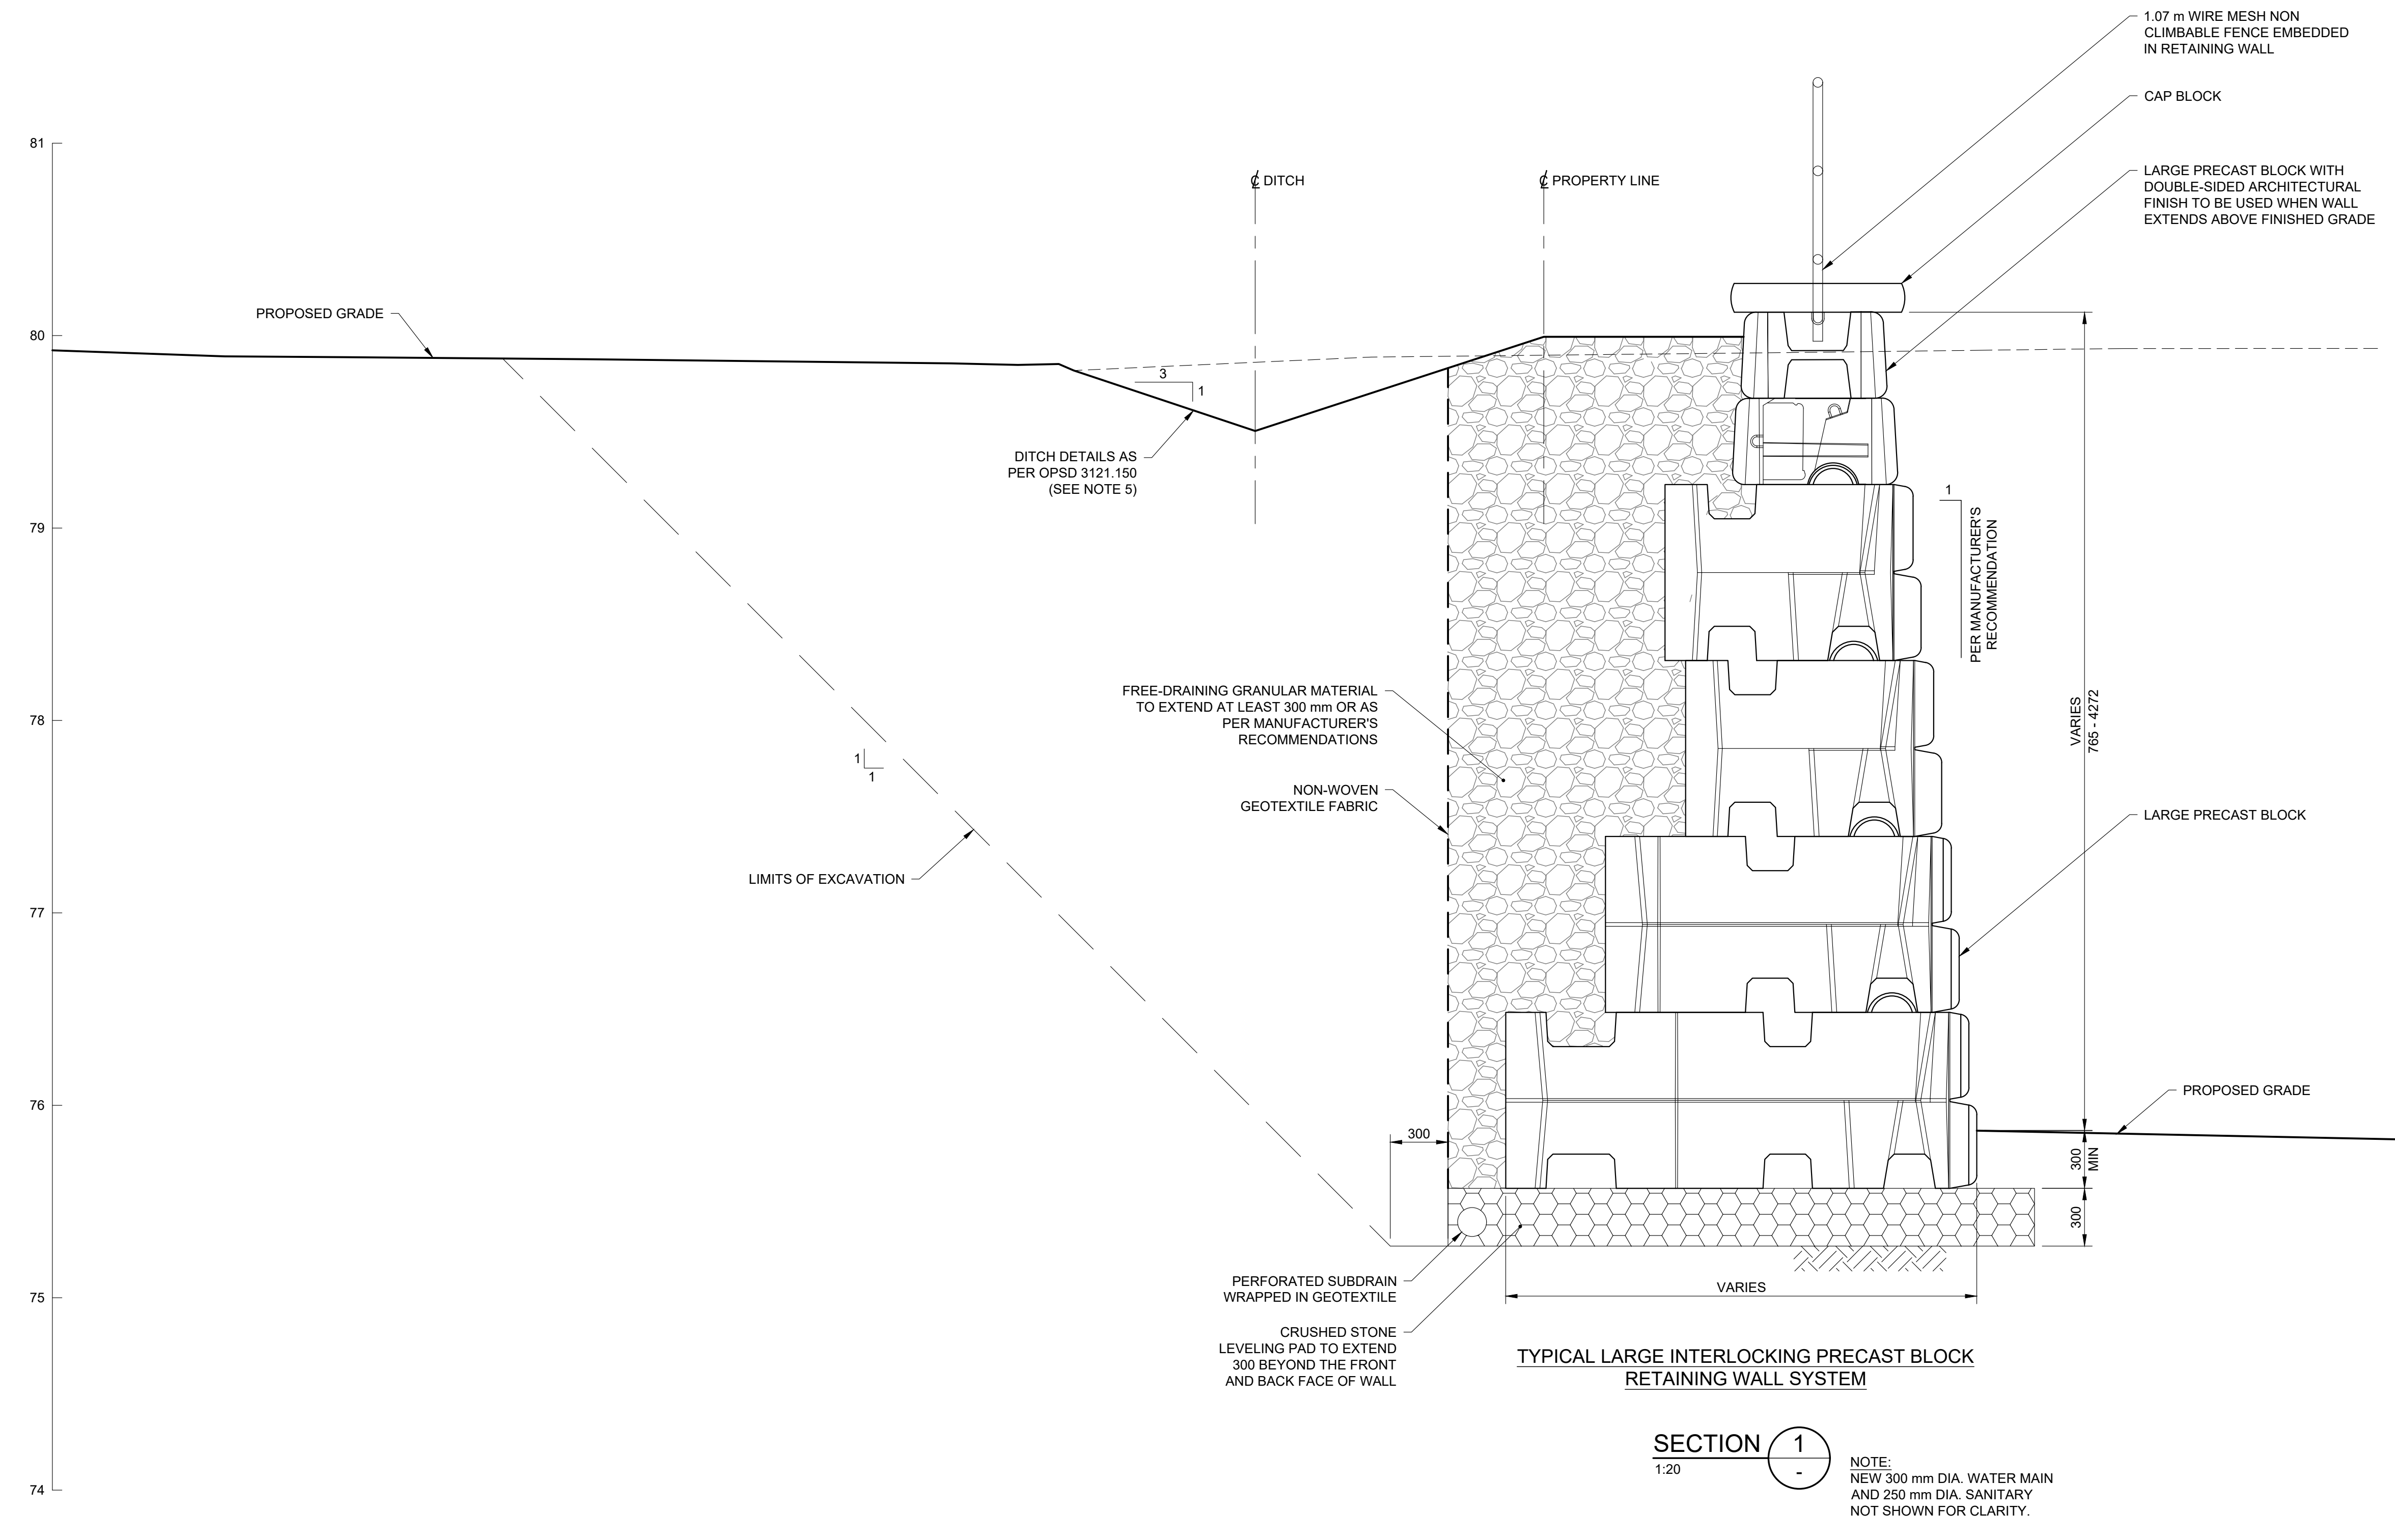 1.07 m WIRE MESH NON
CLIMBABLE FENCE EMBEDDED
IN RETAINING WALL
CAP BLOCK
LARGE PRECAST BLOCK WITH
DOUBLE-SIDED ARCHITECTURAL
FINISH TO BE USED WHEN WALL
EXTENDS ABOVE FINISHED GRADE
81
℄ DITCH
℄ PROPERTY LINE
PROPOSED GRADE
80
3
1
DITCH DETAILS AS
PER OPSD 3121.150
(SEE NOTE 5)
1
PER MANUFACTURER'S
RECOMMENDATION
79
FREE-DRAINING GRANULAR MATERIAL
TO EXTEND AT LEAST 300 mm OR AS
PER MANUFACTURER'S
RECOMMENDATIONS
78
VARIES
765 - 4272
1
1
NON-WOVEN
GEOTEXTILE FABRIC
LARGE PRECAST BLOCK
LIMITS OF EXCAVATION
77
76
PROPOSED GRADE
300
300
MIN
300
PERFORATED SUBDRAIN
WRAPPED IN GEOTEXTILE
75
VARIES
CRUSHED STONE
LEVELING PAD TO EXTEND
300 BEYOND THE FRONT
AND BACK FACE OF WALL
TYPICAL LARGE INTERLOCKING PRECAST BLOCK
RETAINING WALL SYSTEM
SECTION 1
1:20 -
NOTE:
NEW 300 mm DIA. WATER MAIN
AND 250 mm DIA. SANITARY
NOT SHOWN FOR CLARITY.
74